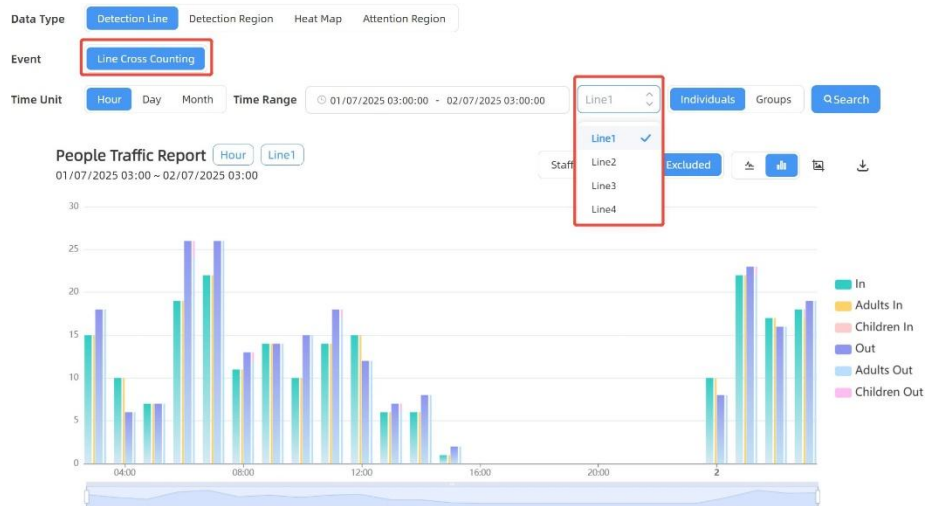 Data Type Detection Line Detection Region Heat Map Attention Region
Event Line Cross Counting
Time Unit Hour Day Month Time Range 01/07/2025 03:00:00 - 02/07/2025 03:00:00 Line1 Individuals Groups Search
Line1
Line2
Line3
Line4
People Traffic Report Hour Line1
01/07/2025 03:00 ~ 02/07/2025 03:00
Staff Excluded
30
25
20
15
10
5
0
04:00 08:00 12:00 16:00 20:00 2
In
Adults In
Children In
Out
Adults Out
Children Out